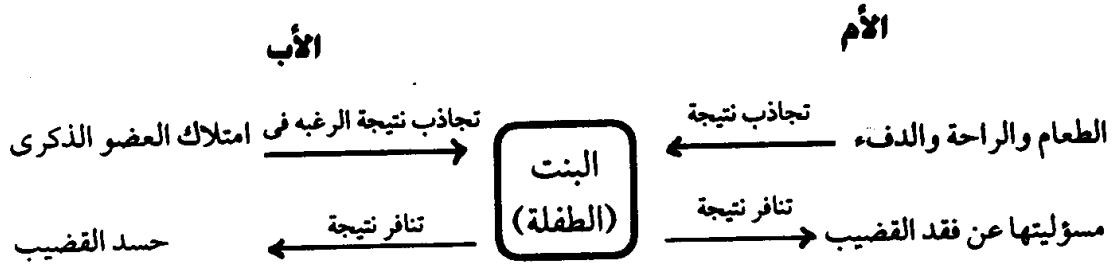 الأم
الأب
الطعام والراحة والدفء
تجاذب نتيجة
تجاذب نتيجة الرغبه فى
امتلاك العضو الذكرى
البنت
(الطفلة)
مسؤليتها عن فقد القضيب
تنافر نتيجة
تنافر نتيجة
حسد القضيب